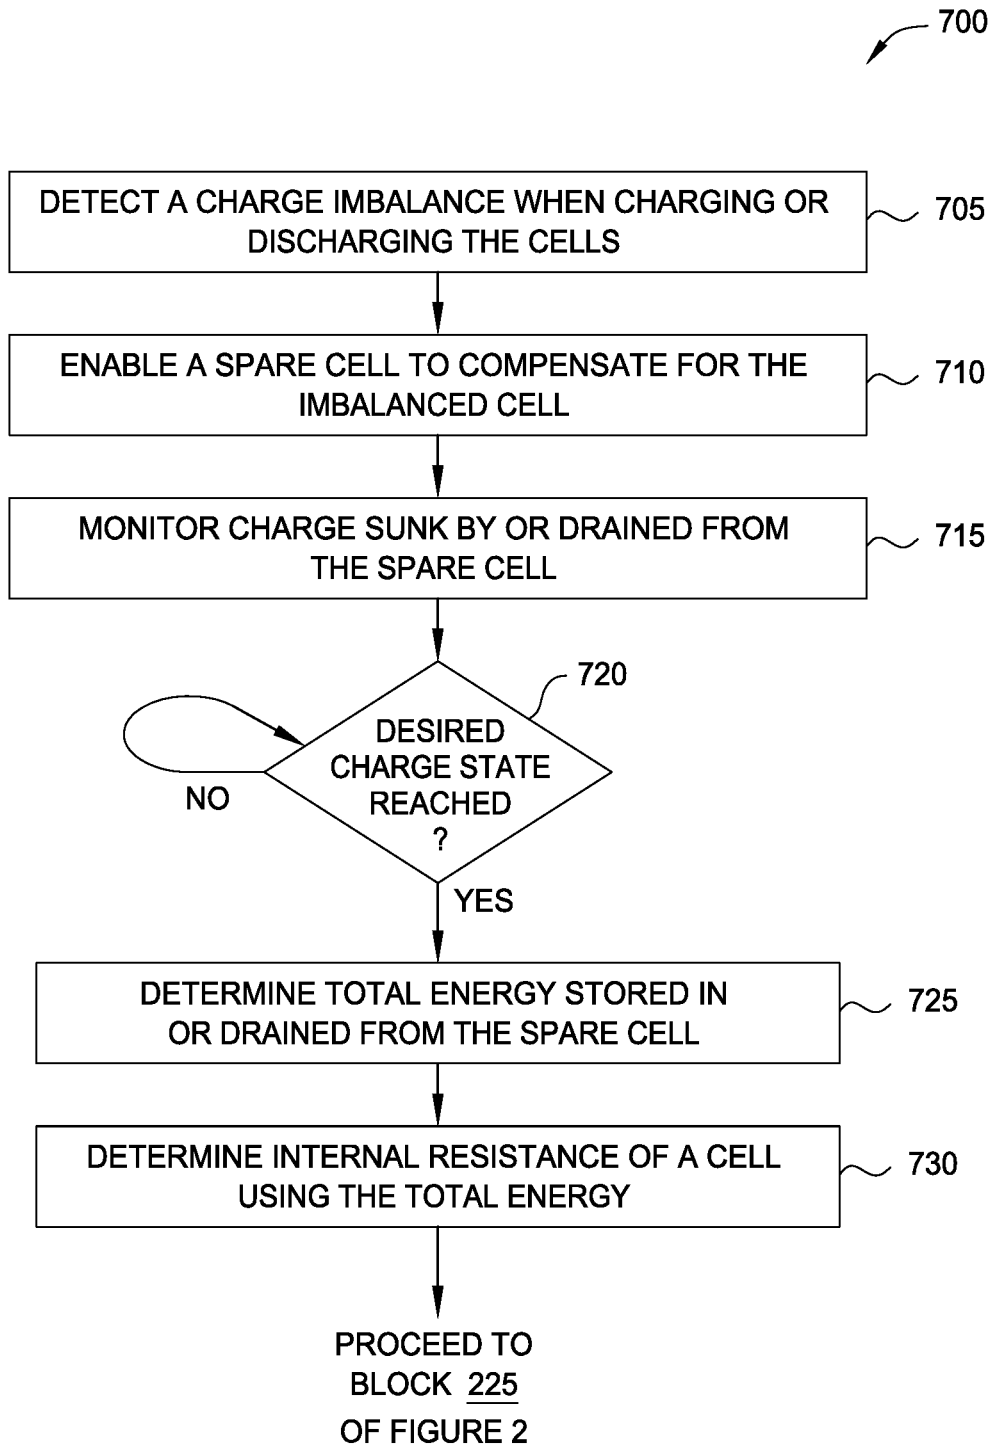 700
DETECT A CHARGE IMBALANCE WHEN CHARGING OR
DISCHARGING THE CELLS
705
ENABLE A SPARE CELL TO COMPENSATE FOR THE
IMBALANCED CELL
710
MONITOR CHARGE SUNK BY OR DRAINED FROM
THE SPARE CELL
715
720
DESIRED
CHARGE STATE
REACHED
?
NO
YES
DETERMINE TOTAL ENERGY STORED IN
OR DRAINED FROM THE SPARE CELL
725
DETERMINE INTERNAL RESISTANCE OF A CELL
USING THE TOTAL ENERGY
730
PROCEED TO
BLOCK 225
OF FIGURE 2